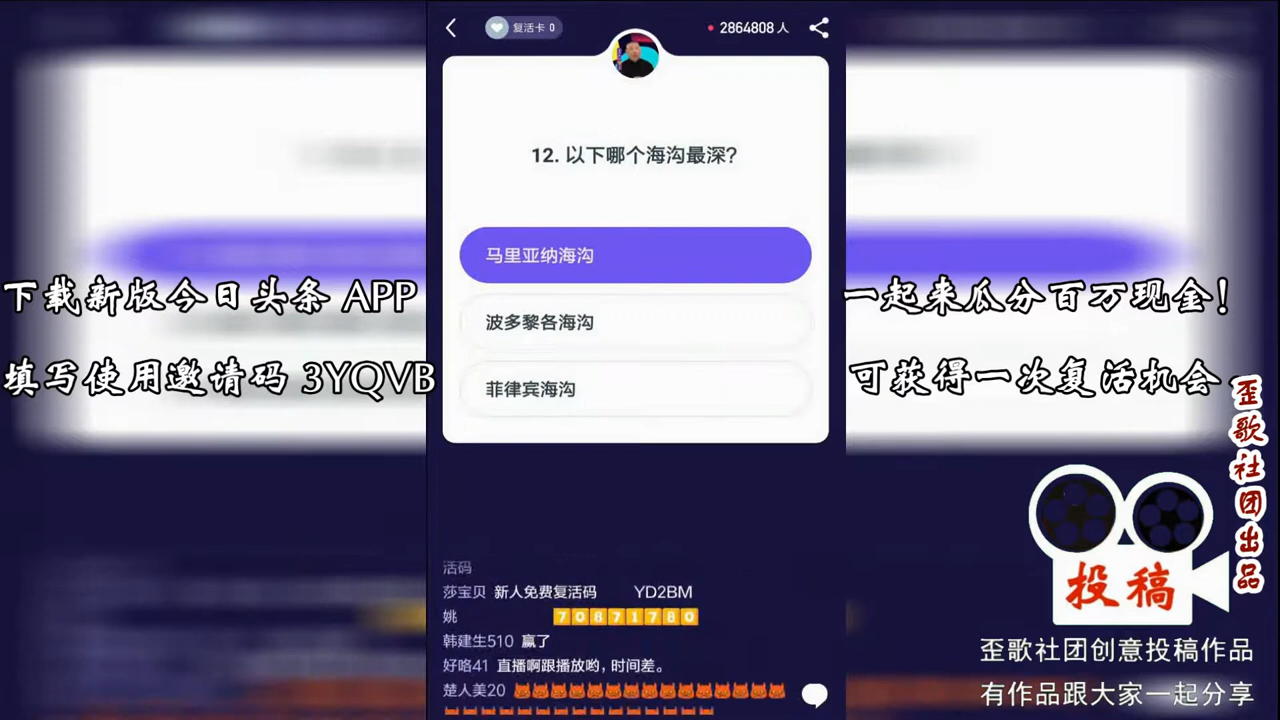 复活卡 0
2864808 人
12. 以下哪个海沟最深?
马里亚纳海沟
波多黎各海沟
菲律宾海沟
下载新版今日头条 APP
一起来瓜分百万现金!
填写使用邀请码 3YQVB
可获得一次复活机会
活码
莎宝贝 新人免费复活码 YD2BM
姚 70871780
韩建生510 赢了
好咯41 直播啊跟播放哟,时间差。
楚人美20
歪歌社团出品
投稿
歪歌社团创意投稿作品
有作品跟大家一起分享